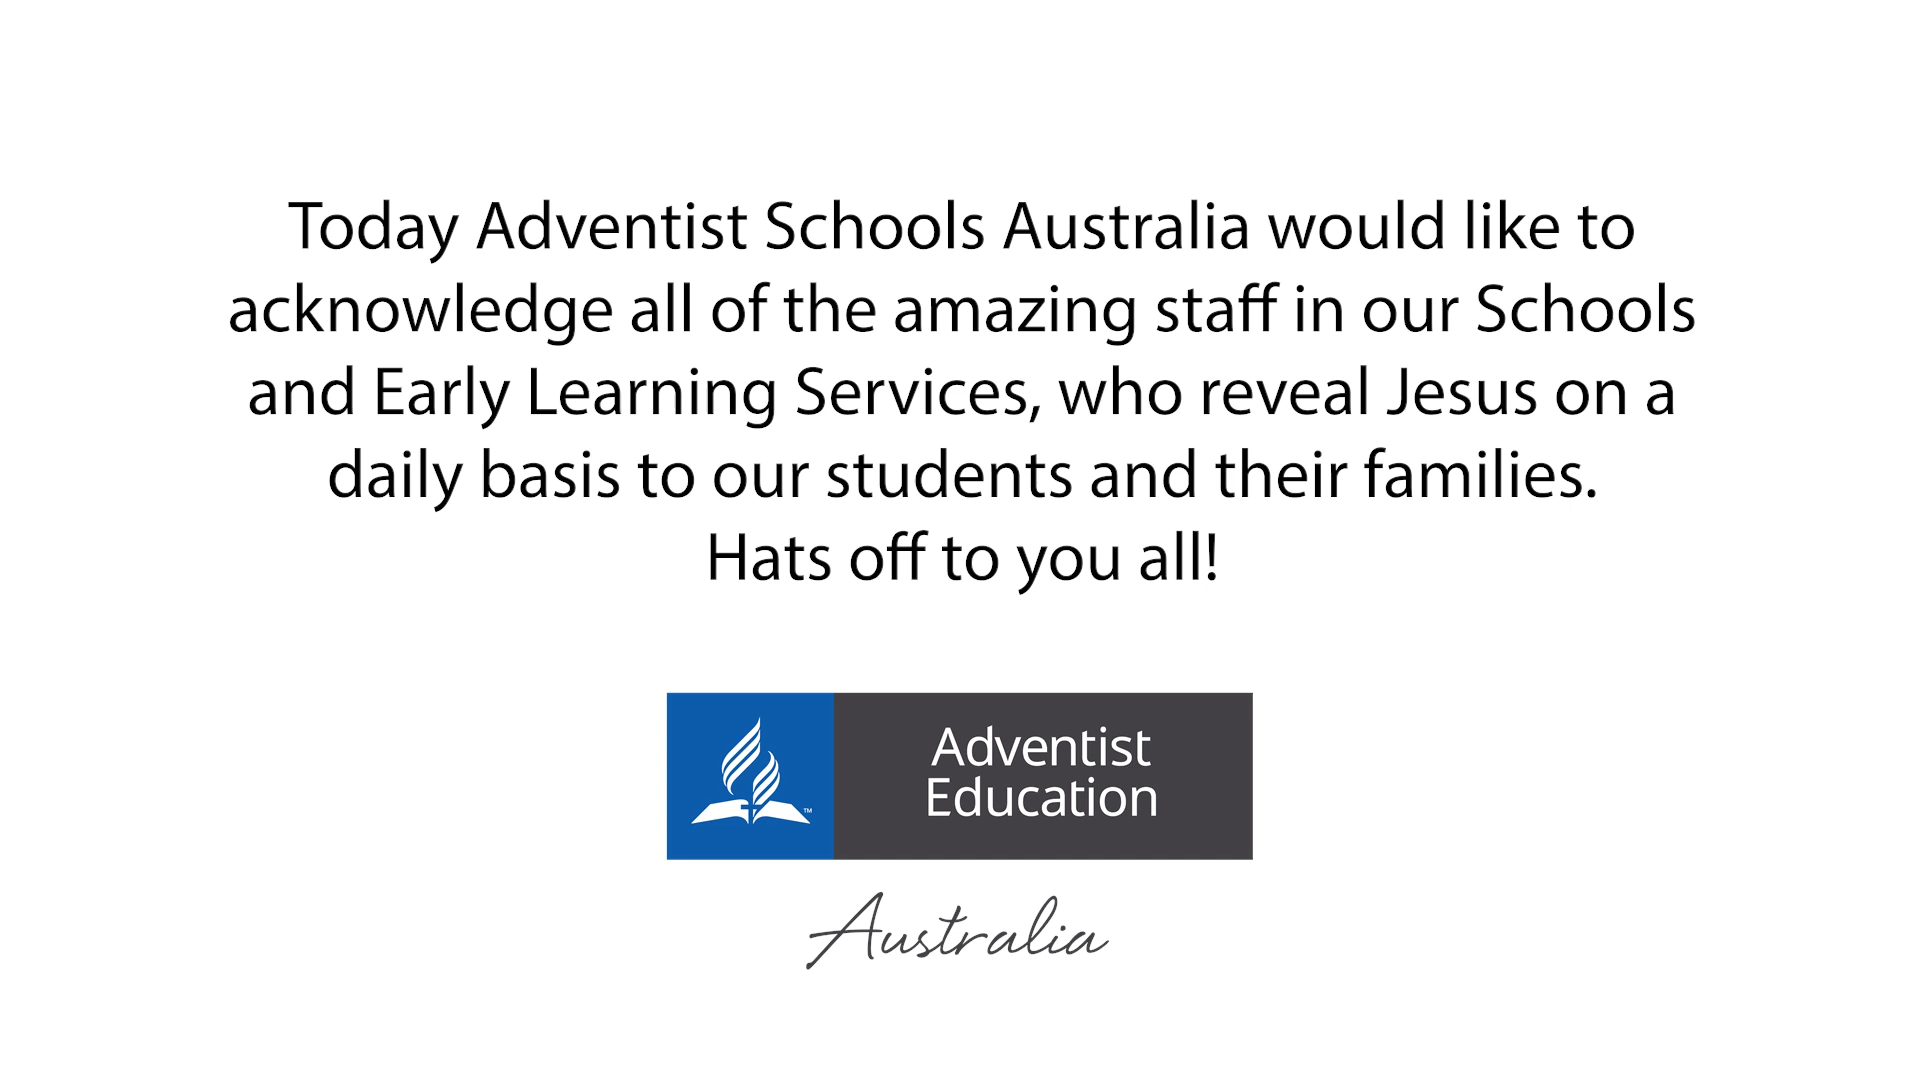 Today Adventist Schools Australia would like to
acknowledge all of the amazing staff in our Schools
and Early Learning Services, who reveal Jesus on a
daily basis to our students and their families.
Hats off to you all!
Adventist
Education
™
Australia